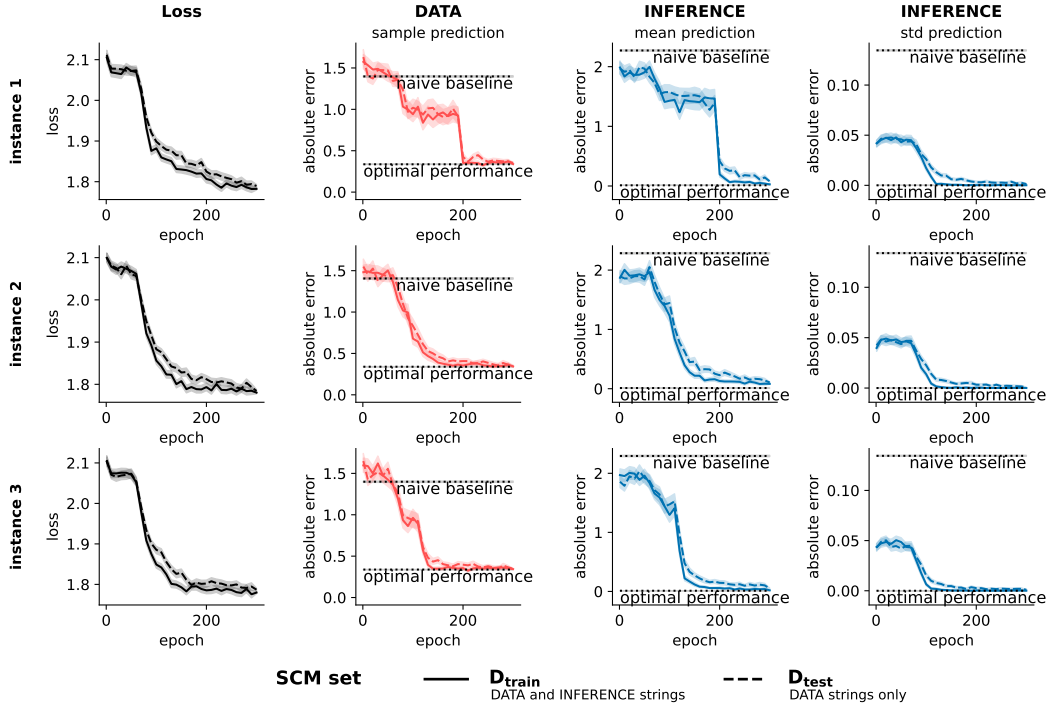 Loss
DATA
INFERENCE
INFERENCE
sample prediction
mean prediction
std prediction
instance 1
loss
2.1
2.0
1.9
1.8
0
200
epoch
absolute error
1.5
1.0
0.5
0.0
naive baseline
optimal performance
0
200
epoch
absolute error
2
1
0
naive baseline
optimal performance
0
200
epoch
absolute error
0.10
0.05
0.00
naive baseline
optimal performance
0
200
epoch
instance 2
loss
2.1
2.0
1.9
1.8
0
200
epoch
absolute error
1.5
1.0
0.5
0.0
naive baseline
optimal performance
0
200
epoch
absolute error
2
1
0
naive baseline
optimal performance
0
200
epoch
absolute error
0.10
0.05
0.00
naive baseline
optimal performance
0
200
epoch
instance 3
loss
2.1
2.0
1.9
1.8
0
200
epoch
absolute error
1.5
1.0
0.5
0.0
naive baseline
optimal performance
0
200
epoch
absolute error
2
1
0
naive baseline
optimal performance
0
200
epoch
absolute error
0.10
0.05
0.00
naive baseline
optimal performance
0
200
epoch
SCM set
D_train
DATA and INFERENCE strings
D_test
DATA strings only